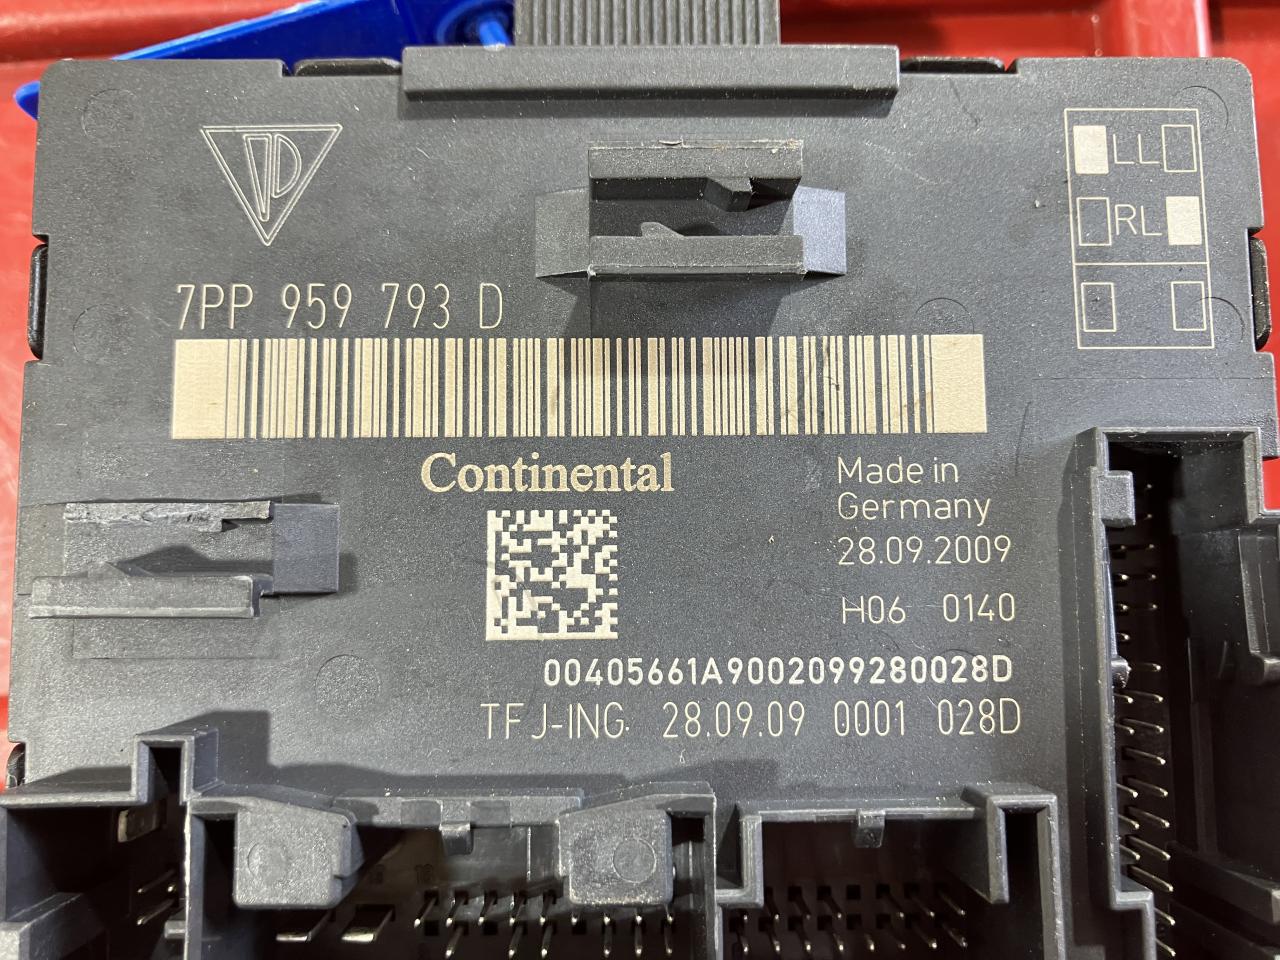 LL
RL
7PP 959 793 D
Continental
Made in
Germany
28.09.2009
H06 0140
00405661A9002099280028D
TFJ-ING. 28.09.09 0001 028D